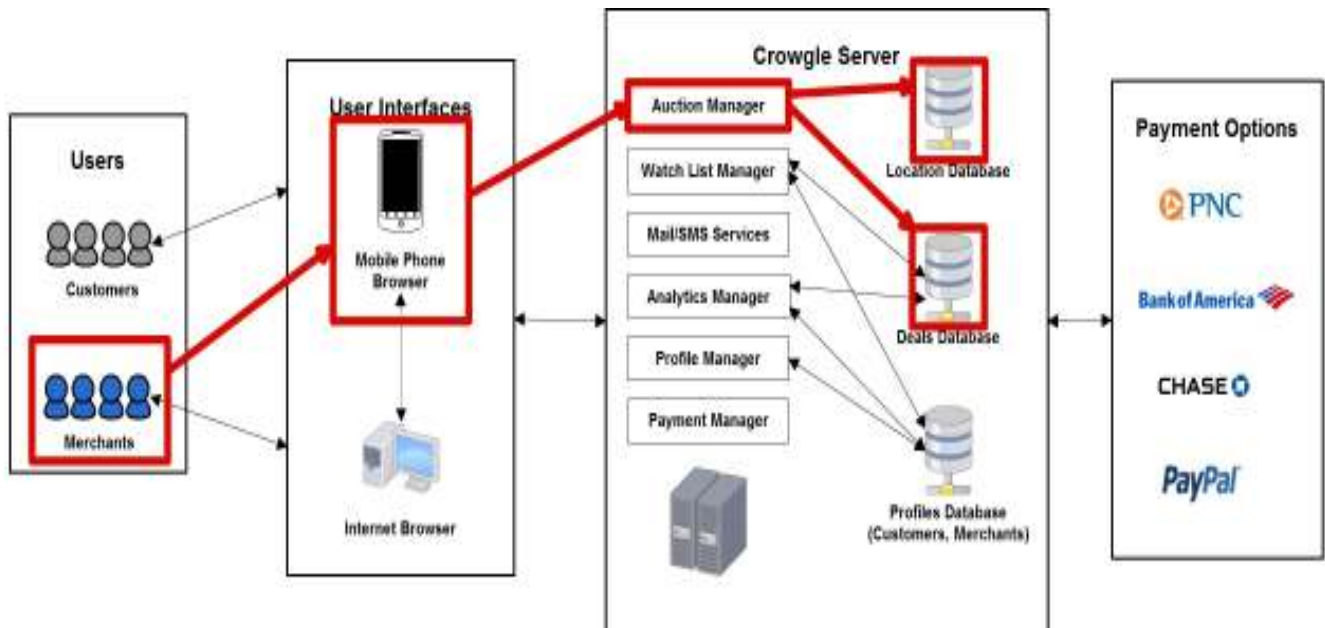 Users
Customers
Merchants
User Interfaces
Mobile Phone
Browser
Internet Browser
Crowgle Server
Auction Manager
Watch List Manager
Mail/SMS Services
Analytics Manager
Profile Manager
Payment Manager
Location Database
Deals Database
Profiles Database
(Customers, Merchants)
Payment Options
PNC
Bank of America
CHASE
PayPal